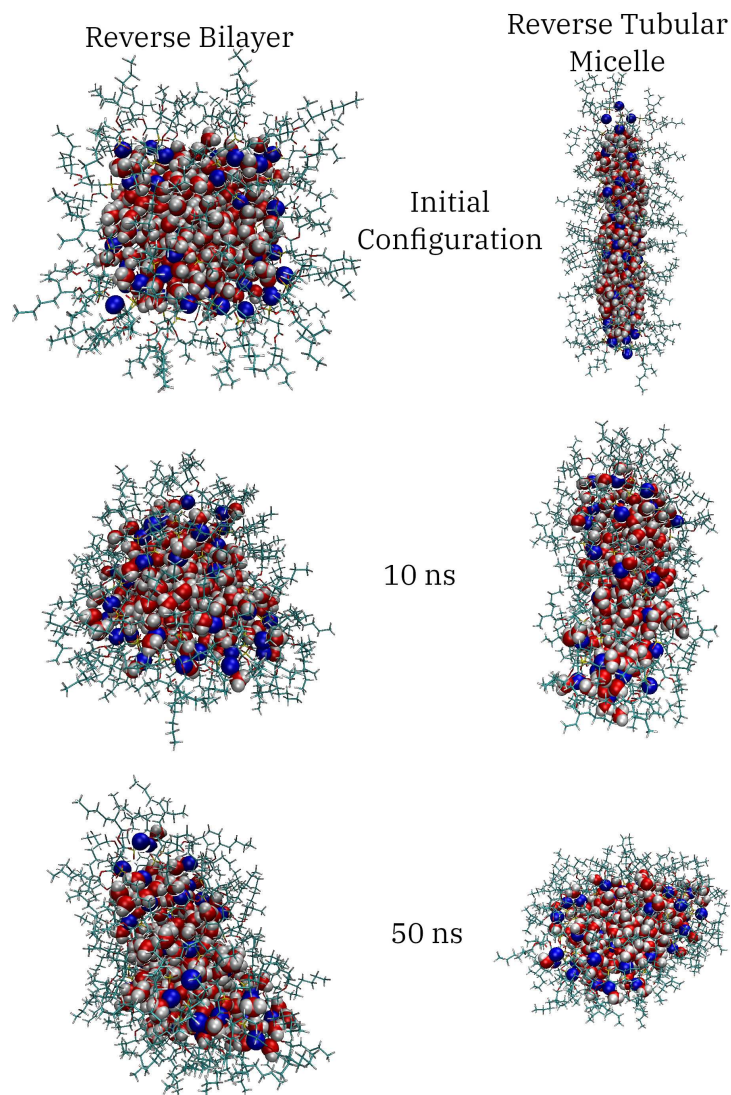 Reverse Bilayer
Reverse Tubular
Micelle
Initial
Configuration
10 ns
50 ns